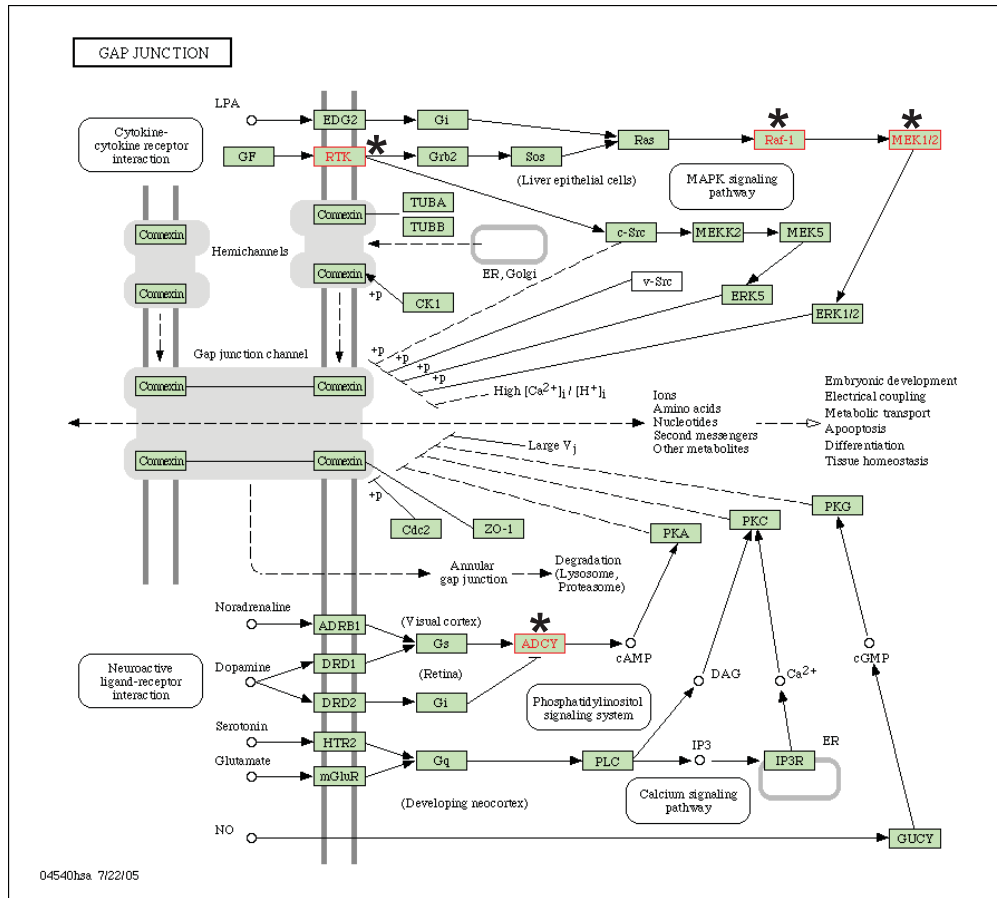 GAP JUNCTION
LPA
EDG2
Gi
Cytokine-
cytokine receptor
interaction
GF
RTK
*
Grb2
Sos
Ras
*
Raf-1
*
MEK1/2
(Liver epithelial cells)
MAPK signaling
pathway
Connexin
TUBA
TUBB
Connexin
Hemichannels
c-Src
MEKK2
MEK5
ER, Golgi
Connexin
Connexin
+p
CK1
v-Src
ERK5
ERK1/2
Gap junction channel
+p
+p
+p
+p
Connexin
Connexin
High [Ca2+]i / [H+]i
Ions
Amino acids
Nucleotides
Second messengers
Other metabolites
Embryonic development
Electrical coupling
Metabolic transport
Apooptosis
Differentiation
Tissue homeostasis
Large Vj
Connexin
Connexin
+p
Cdc2
ZO-1
PKA
PKC
PKG
Annular
gap junction
Degradation
(Lysosome,
Proteasome)
Noradrenaline
ADRB1
(Visual cortex)
Gs
*
ADCY
cAMP
cGMP
Neuroactive
ligand-receptor
interaction
Dopamine
DRD1
(Retina)
DRD2
Gi
DAG
Ca2+
Phosphatidylinositol
signaling system
Serotonin
HTR2
Glutamate
mGluR
Gq
PLC
IP3
IP3R
ER
(Developing neocortex)
Calcium signaling
pathway
NO
GUCY
04540hsa 7/22/05